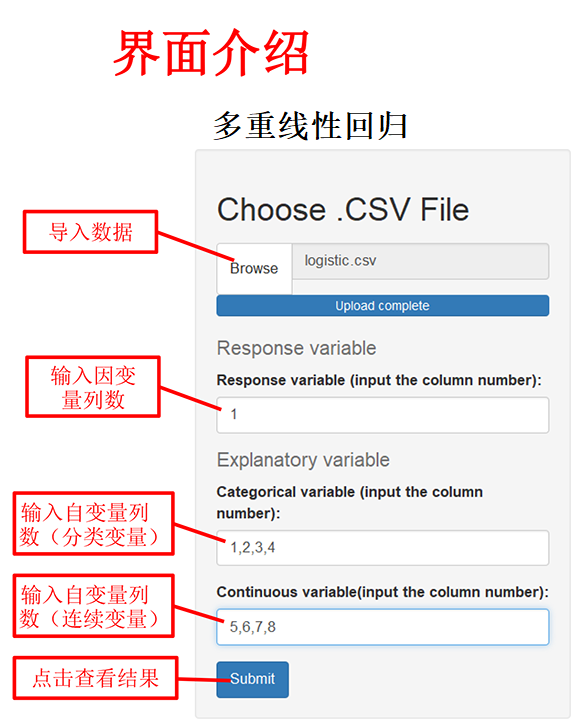 界面介绍
多重线性回归
Choose .CSV File
导入数据
Browse
logistic.csv
Upload complete
Response variable
输入因变
量列数
Response variable (input the column number):
1
Explanatory variable
Categorical variable (input the column
number):
输入自变量列
数（分类变量）
1,2,3,4
Continuous variable(input the column number):
输入自变量列
数（连续变量）
5,6,7,8
点击查看结果
Submit